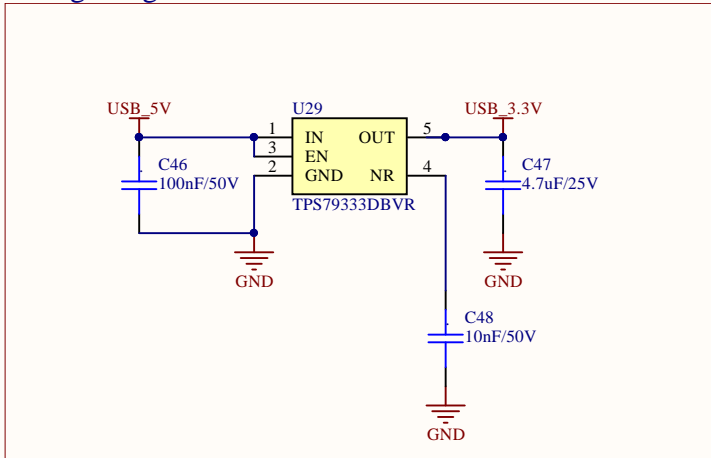 USB_5V
U29
USB_3.3V
1
IN
OUT
5
3
EN
2
GND
NR
4
C46
100nF/50V
C47
4.7uF/25V
TPS79333DBVR
GND
GND
C48
10nF/50V
GND